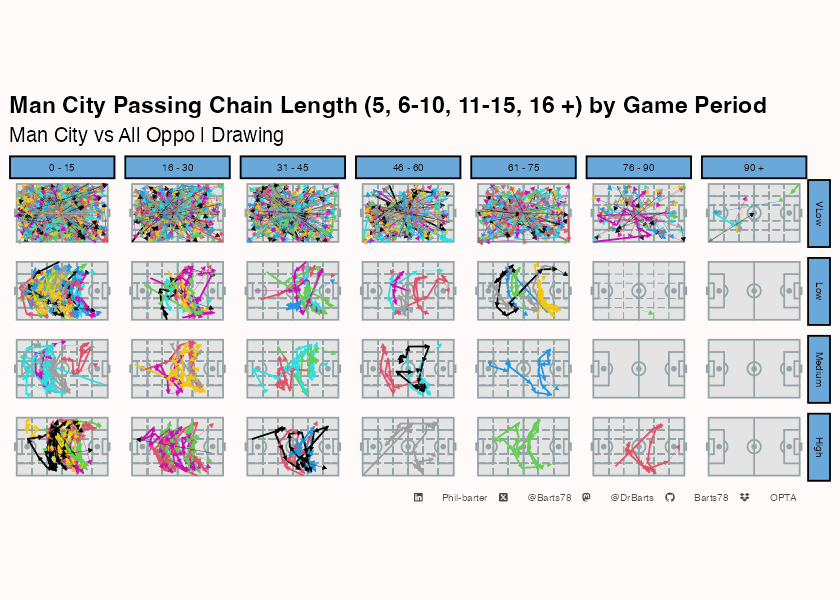 Man City Passing Chain Length (5, 6-10, 11-15, 16 +) by Game Period
Man City vs All Oppo I Drawing
0 - 15 16 - 30 31 - 45 46 - 60 61 - 75 76 - 90 90 +
VLow
Low
Medium
High
Phil-barter @Barts78 @DrBarts Barts78 OPTA